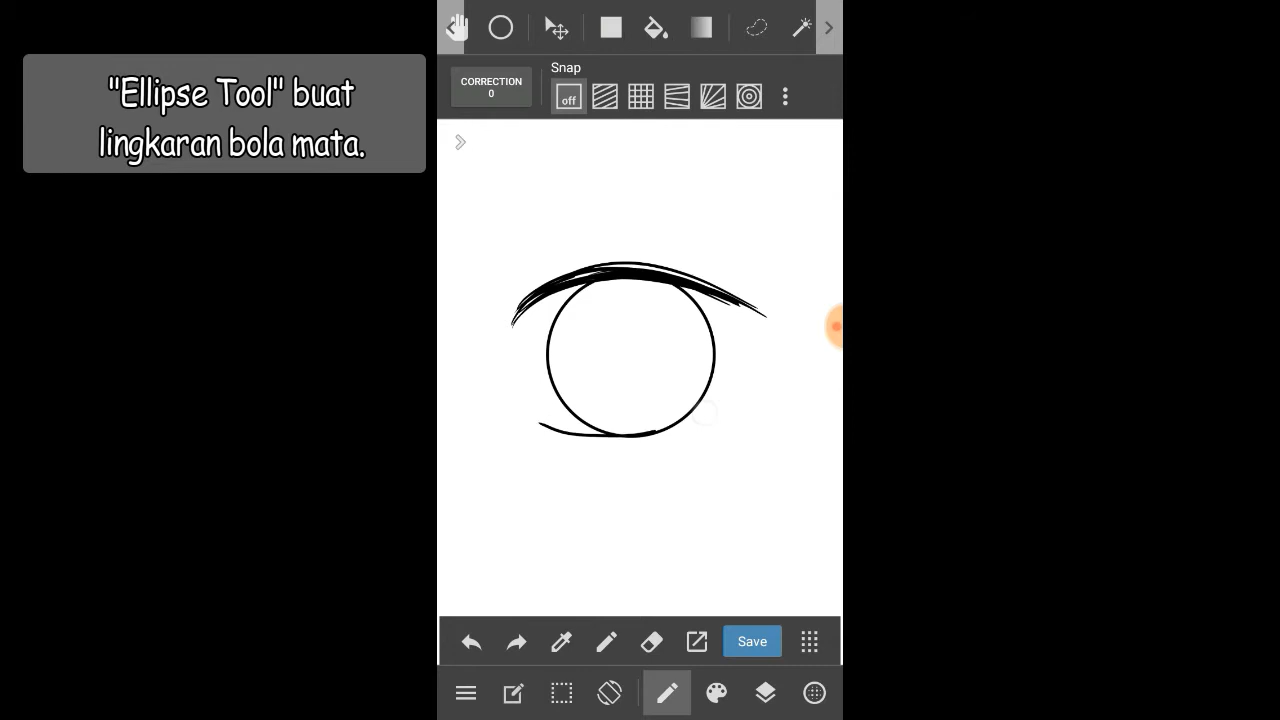 "Ellipse Tool" buat
lingkaran bola mata.
CORRECTION
0
Snap
off
Save